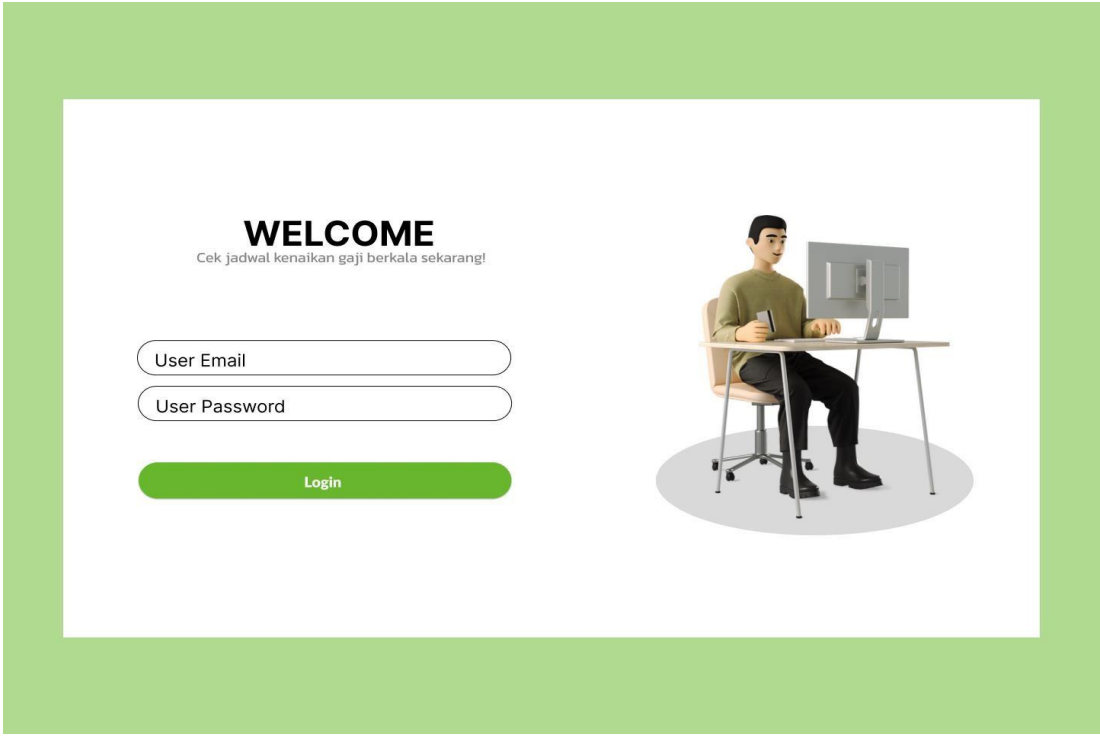 WELCOME
Cek jadwal kenaikan gaji berkala sekarang!
User Email
User Password
Login